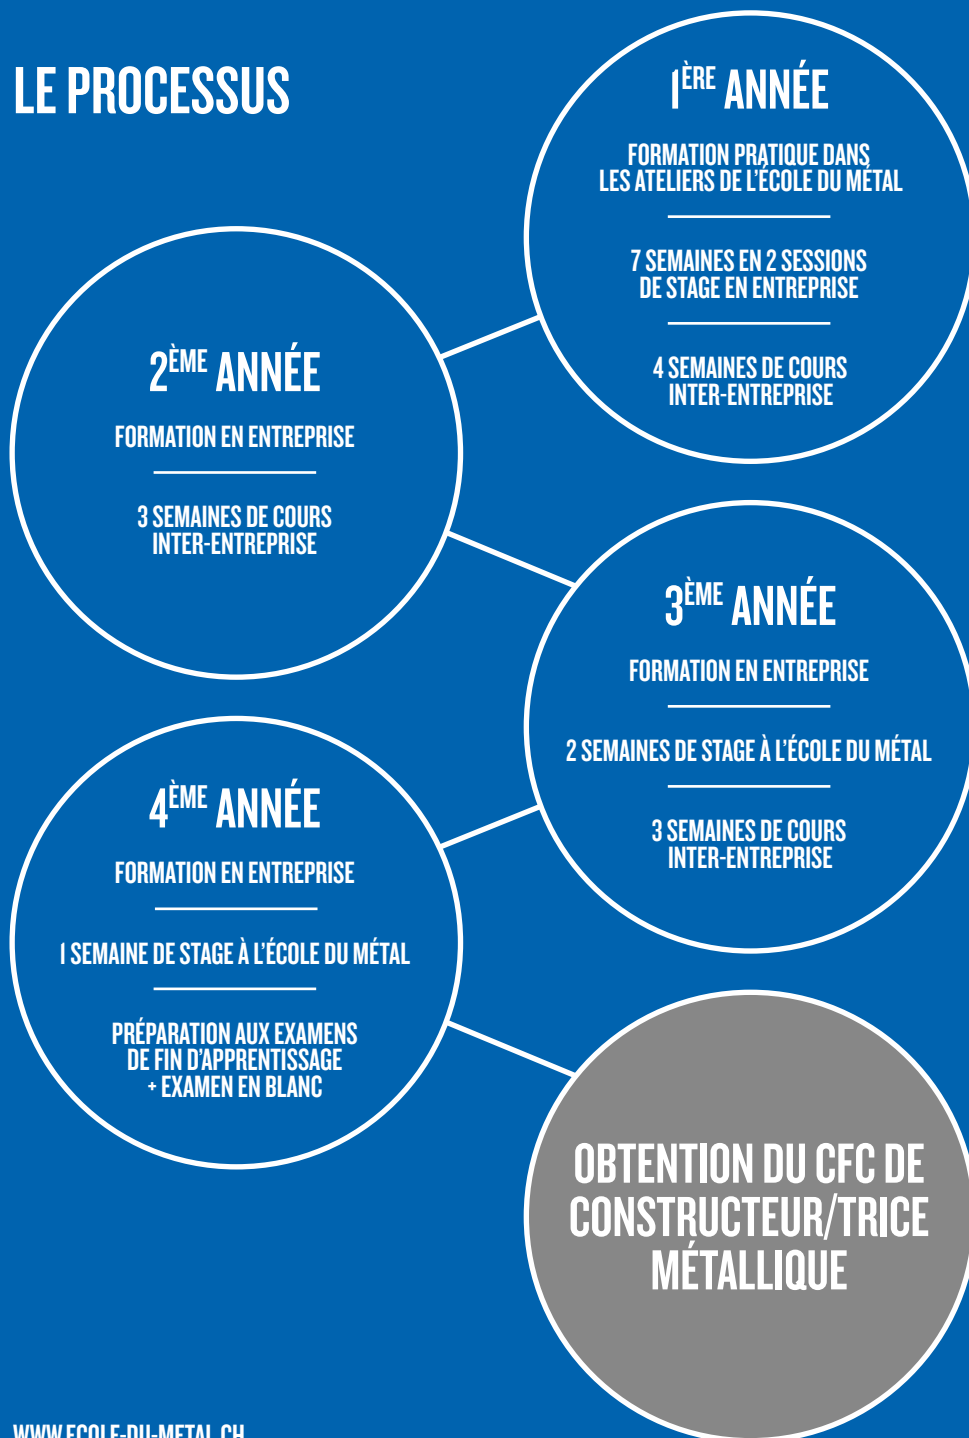 LE PROCESSUS
1ÈRE ANNÉE
FORMATION PRATIQUE DANS
LES ATELIERS DE L'ÉCOLE DU MÉTAL
7 SEMAINES EN 2 SESSIONS
DE STAGE EN ENTREPRISE
4 SEMAINES DE COURS
INTER-ENTREPRISE
2ÈME ANNÉE
FORMATION EN ENTREPRISE
3 SEMAINES DE COURS
INTER-ENTREPRISE
3ÈME ANNÉE
FORMATION EN ENTREPRISE
2 SEMAINES DE STAGE À L'ÉCOLE DU MÉTAL
3 SEMAINES DE COURS
INTER-ENTREPRISE
4ÈME ANNÉE
FORMATION EN ENTREPRISE
1 SEMAINE DE STAGE À L'ÉCOLE DU MÉTAL
PRÉPARATION AUX EXAMENS
DE FIN D'APPRENTISSAGE
+ EXAMEN EN BLANC
OBTENTION DU CFC DE
CONSTRUCTEUR/TRICE
MÉTALLIQUE
WWW.ECOLE-DU-METAL.CH